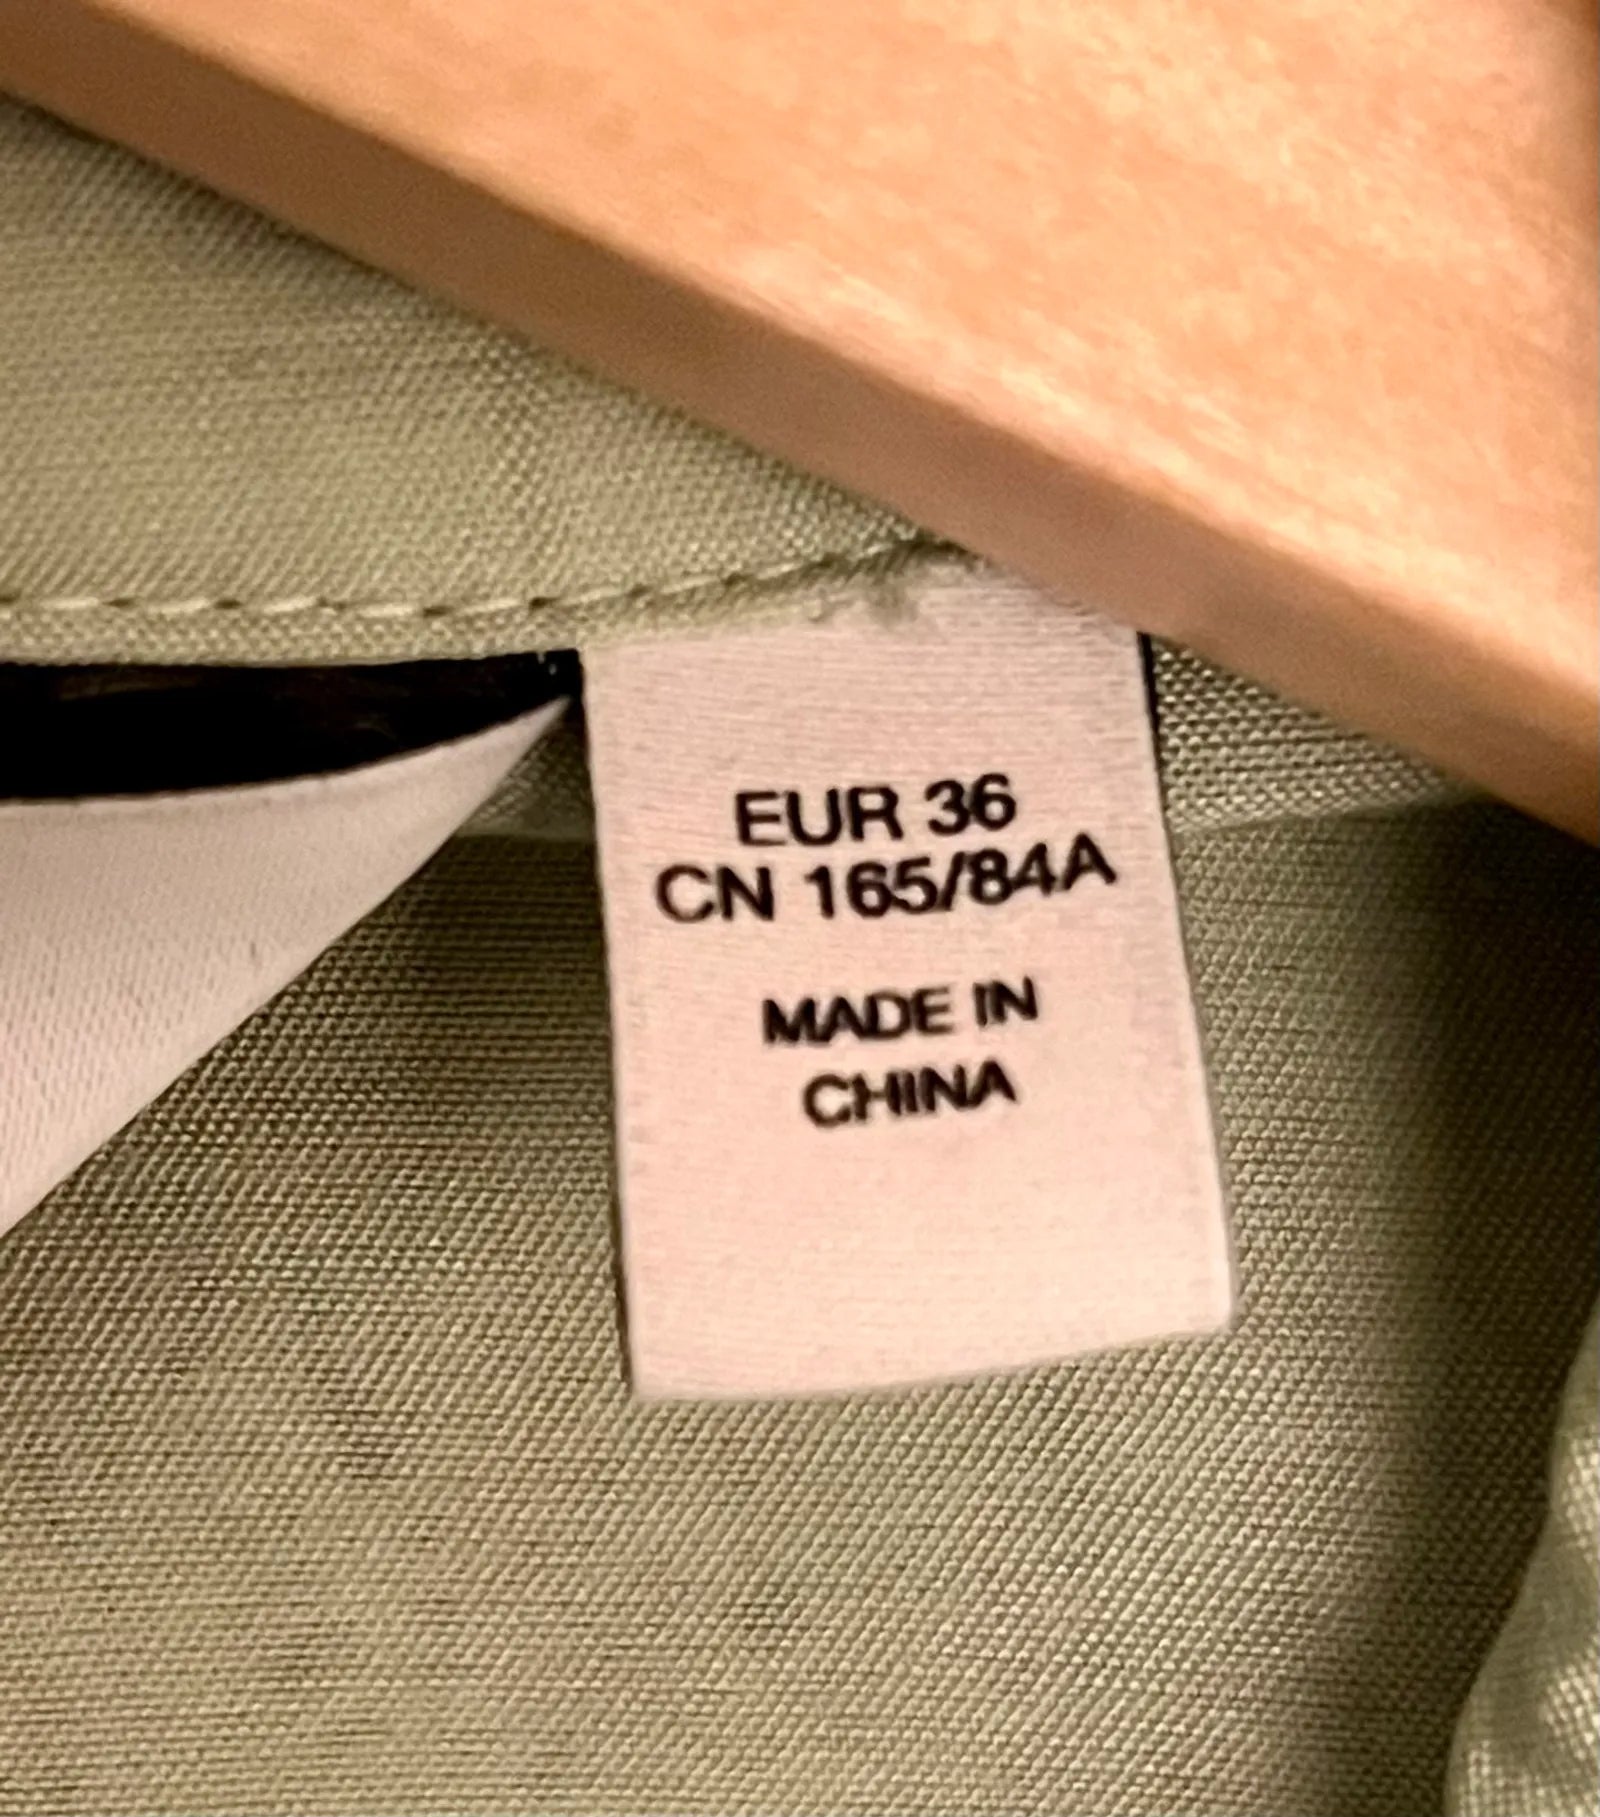 EUR 36
CN 165/84A
MADE IN
CHINA